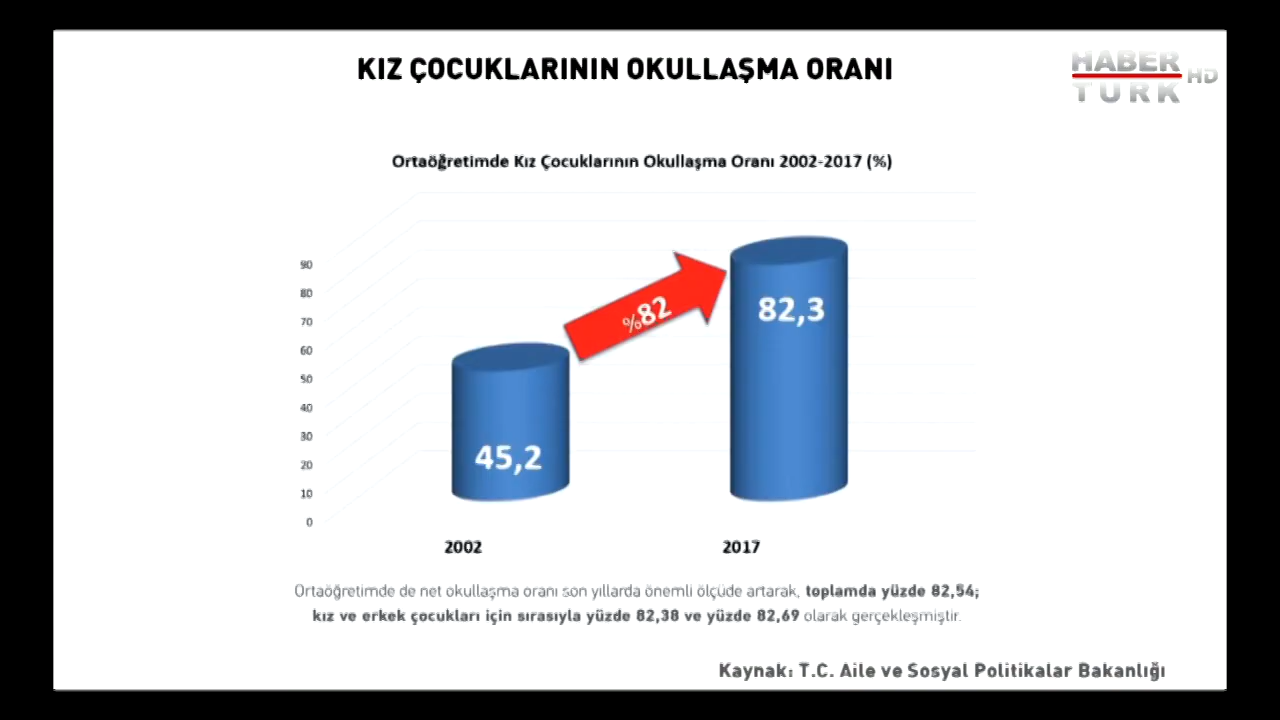 KIZ ÇOCUKLARININ OKULLAŞMA ORANI
HABER
TURK HD
Ortaöğretimde Kız Çocuklarının Okullaşma Oranı 2002-2017 (%)
90
80
70
60
50
40
30
20
10
0
%82
82,3
45,2
2002 2017
Ortaöğretimde de net okullaşma oranı son yıllarda önemli ölçüde artarak, toplamda yüzde 82,54;
kız ve erkek çocukları için sırasıyla yüzde 82,38 ve yüzde 82,69 olarak gerçekleşmiştir.
Kaynak: T.C. Aile ve Sosyal Politikalar Bakanlığı